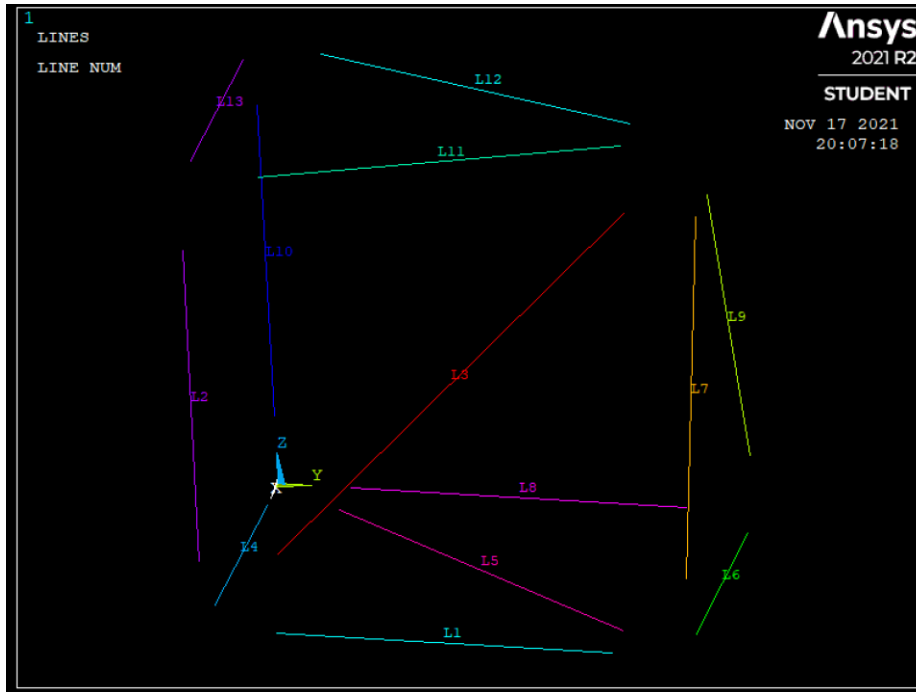 1
LINES
LINE NUM
Ansys
2021 R2
STUDENT
NOV 17 2021
20:07:18
L12
L13
L11
L10
L9
L3
L7
L2
Z
Y
X
L8
L4
L5
L6
L1